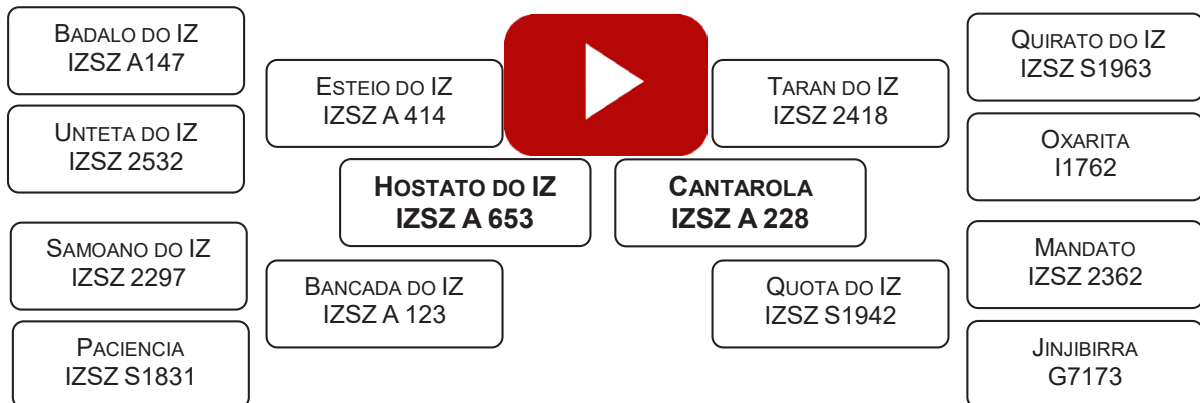 BADALO DO IZ
IZSZ A147
UNTETA DO IZ
IZSZ 2532
SAMOANO DO IZ
IZSZ 2297
PACIENCIA
IZSZ S1831
ESTEIO DO IZ
IZSZ A 414
BANCADA DO IZ
IZSZ A 123
HOSTATO DO IZ
IZSZ A 653
CANTAROLA
IZSZ A 228
TARAN DO IZ
IZSZ 2418
QUOTA DO IZ
IZSZ S1942
QUIRATO DO IZ
IZSZ S1963
OXARITA
I1762
MANDATO
IZSZ 2362
JINJIBIRRA
G7173